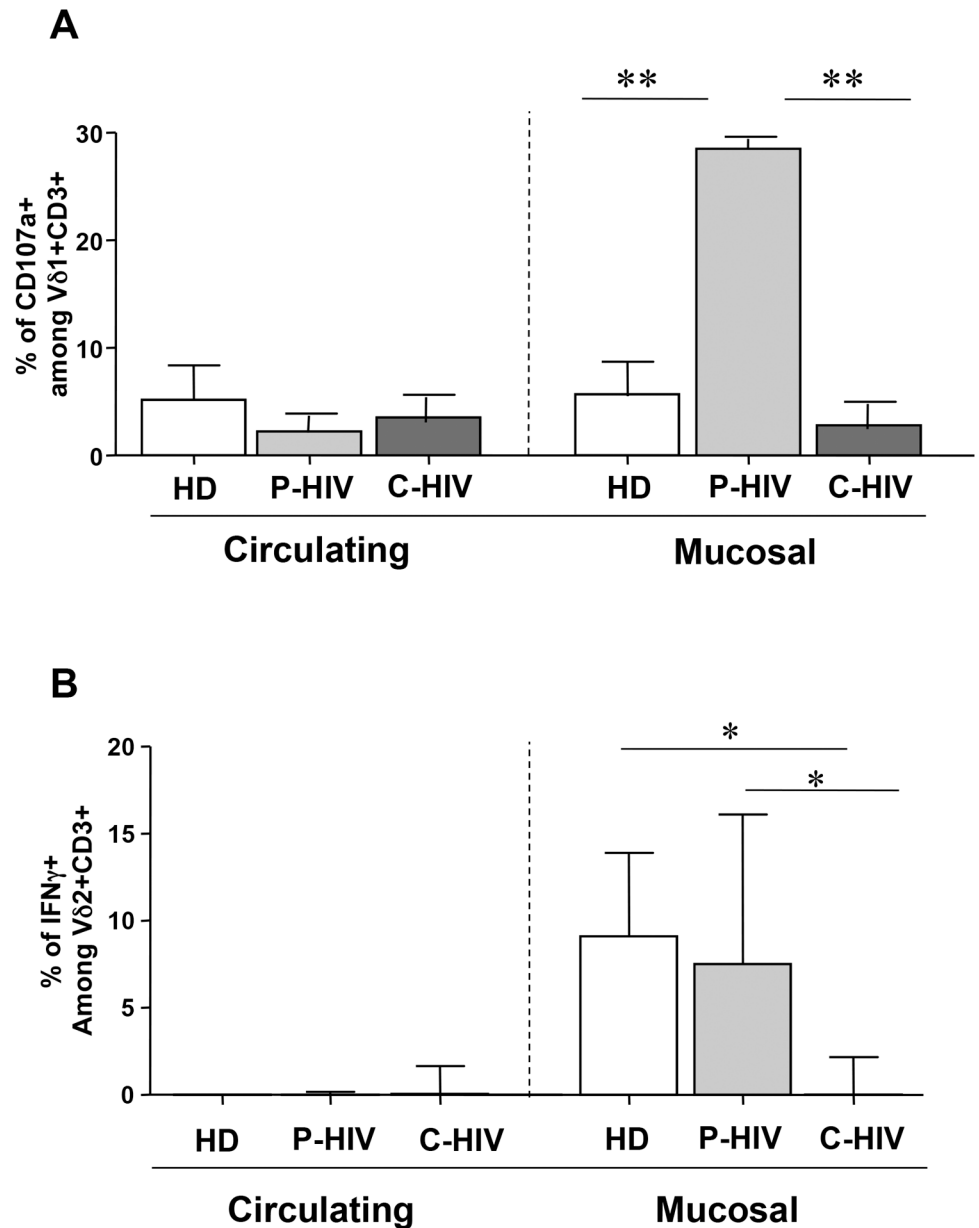 A
**
**
30
20
10
0
% of CD107a+
among Vδ1+CD3+
HD P-HIV C-HIV HD P-HIV C-HIV
Circulating Mucosal
B
*
*
20
15
10
5
0
% of IFNγ+
Among Vδ2+CD3+
HD P-HIV C-HIV HD P-HIV C-HIV
Circulating Mucosal